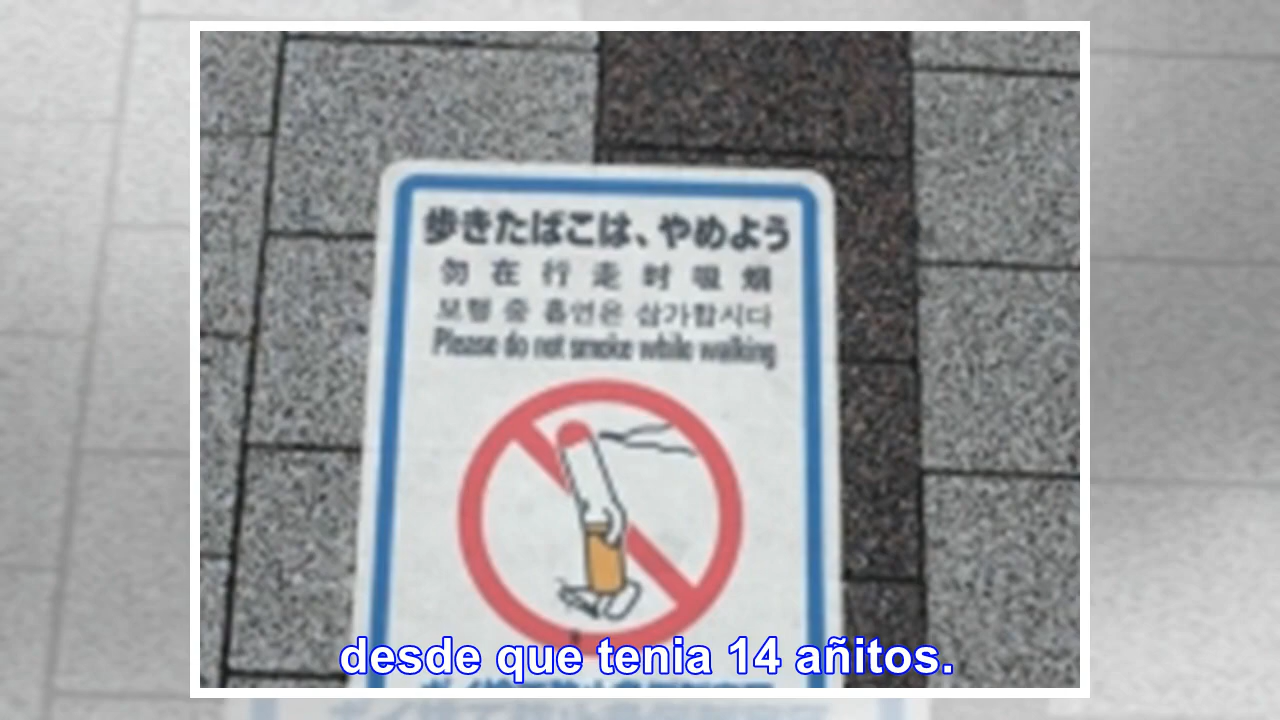 歩きたばこは、やめよう
勿在行走时吸烟
보행 중 흡연은 삼가합시다
Please do not smoke while walking
desde que tenia 14 añitos.